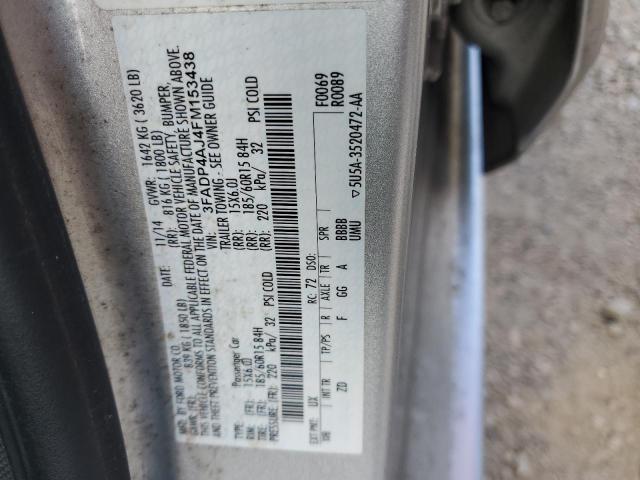 MFD. BY FORD MOTOR CO.
DATE: 11/14 GVWR: 1642 KG ( 3620 LB)
GAWR: (FR): 839 KG ( 1850 LB) (RR): 816 KG ( 1800 LB)
THIS VEHICLE CONFORMS TO ALL APPLICABLE FEDERAL MOTOR VEHICLE SAFETY, BUMPER,
AND THEFT PREVENTION STANDARDS IN EFFECT ON THE DATE OF MANUFACTURE SHOWN ABOVE.
VIN: 3FADP4AJ4FM153438
TYPE: Passenger Car TRAILER TOWING - SEE OWNER GUIDE
RIM: (FR): 15X6.0J (RR): 15X6.0J
TIRE: (FR): 185/60R15 84H (RR): 185/60R15 84H
PRESSURE: (FR): 220 kPa/ 32 PSI COLD (RR): 220 kPa/ 32 PSI COLD
EXT PNT: UX RC: 72 DSO: F0069
R0089
INT TR TP/PS R AXLE TR SPR
ZD F GG A BBBB
UMU
▽5U5A-3520472-AA